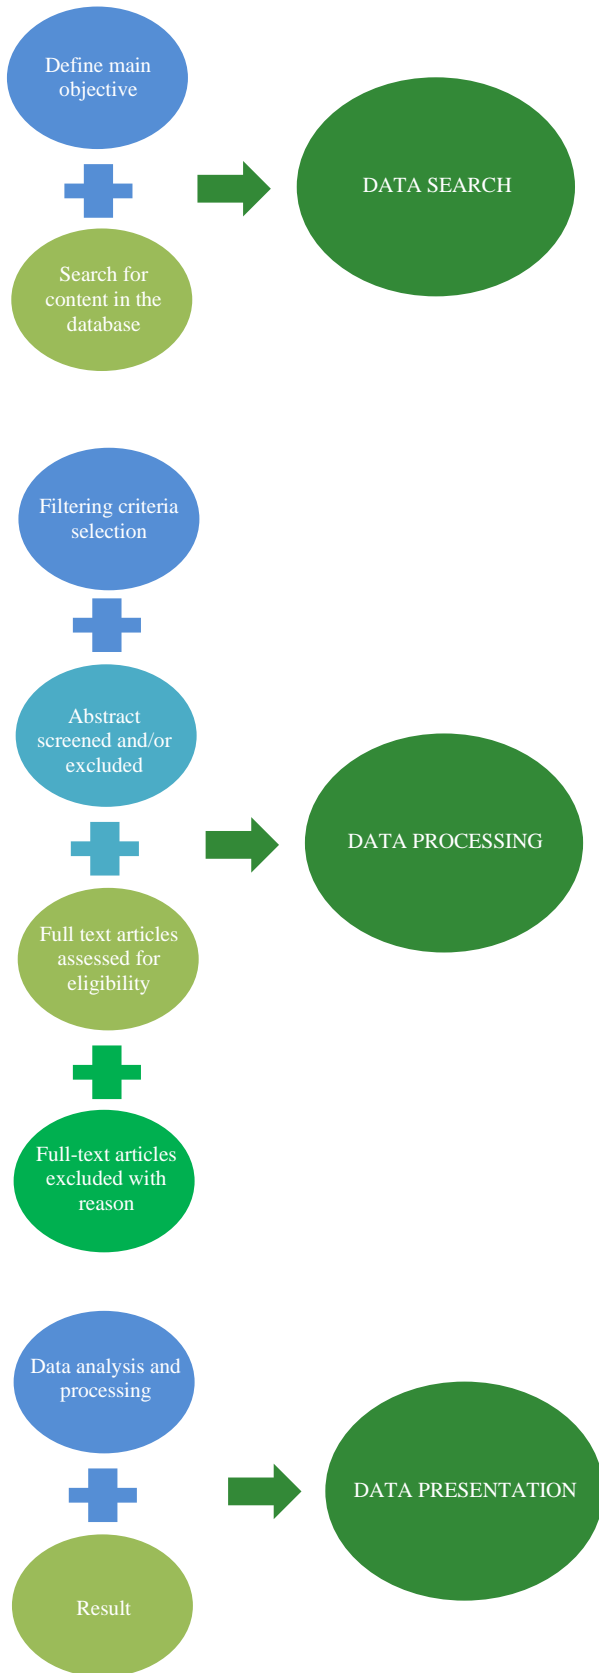 Define main
objective
DATA SEARCH
Search for
content in the
database
Filtering criteria
selection
Abstract
screened and/or
excluded
DATA PROCESSING
Full text articles
assessed for
eligibility
Full-text articles
excluded with
reason
Data analysis and
processing
DATA PRESENTATION
Result